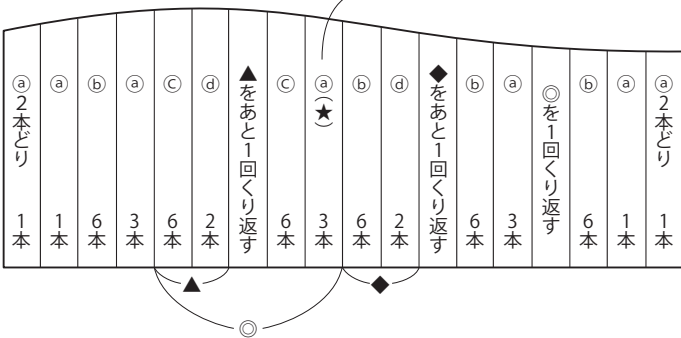 ⓐ2本どり 1本
ⓐ 1本
ⓑ 6本
ⓐ 3本
ⓒ 6本
ⓓ 2本
▲をあと1回くり返す
ⓒ 6本
ⓐ(★) 3本
ⓑ 6本
ⓓ 2本
◆をあと1回くり返す
ⓑ 6本
ⓐ 3本
◎を1回くり返す
ⓑ 6本
ⓐ 1本
ⓐ2本どり 1本
▲
◆
◎